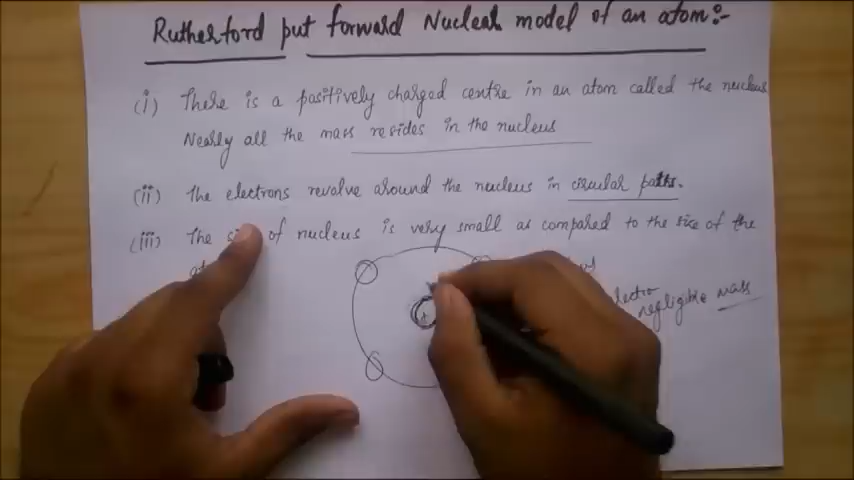 Rutherford put forward Nuclear model of an atom:-
(i) There is a positively charged centre in an atom called the nucleus
Nearly all the mass resides in the nucleus
(ii) The electrons revolve around the nucleus in circular paths.
(iii) The of nucleus is very small as compared to the size of the
negligible mass
+